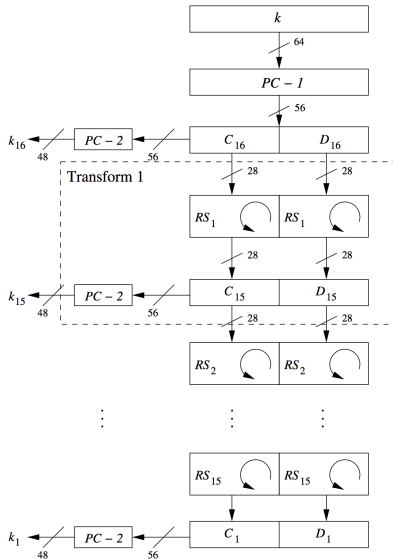 k
64
PC – 1
56
k16 48 PC – 2 56 C16 D16
Transform 1
28 28
RS1 RS1
28 28
k15 48 PC – 2 56 C15 D15
28 28
RS2 RS2
RS15 RS15
k1 48 PC – 2 56 C1 D1